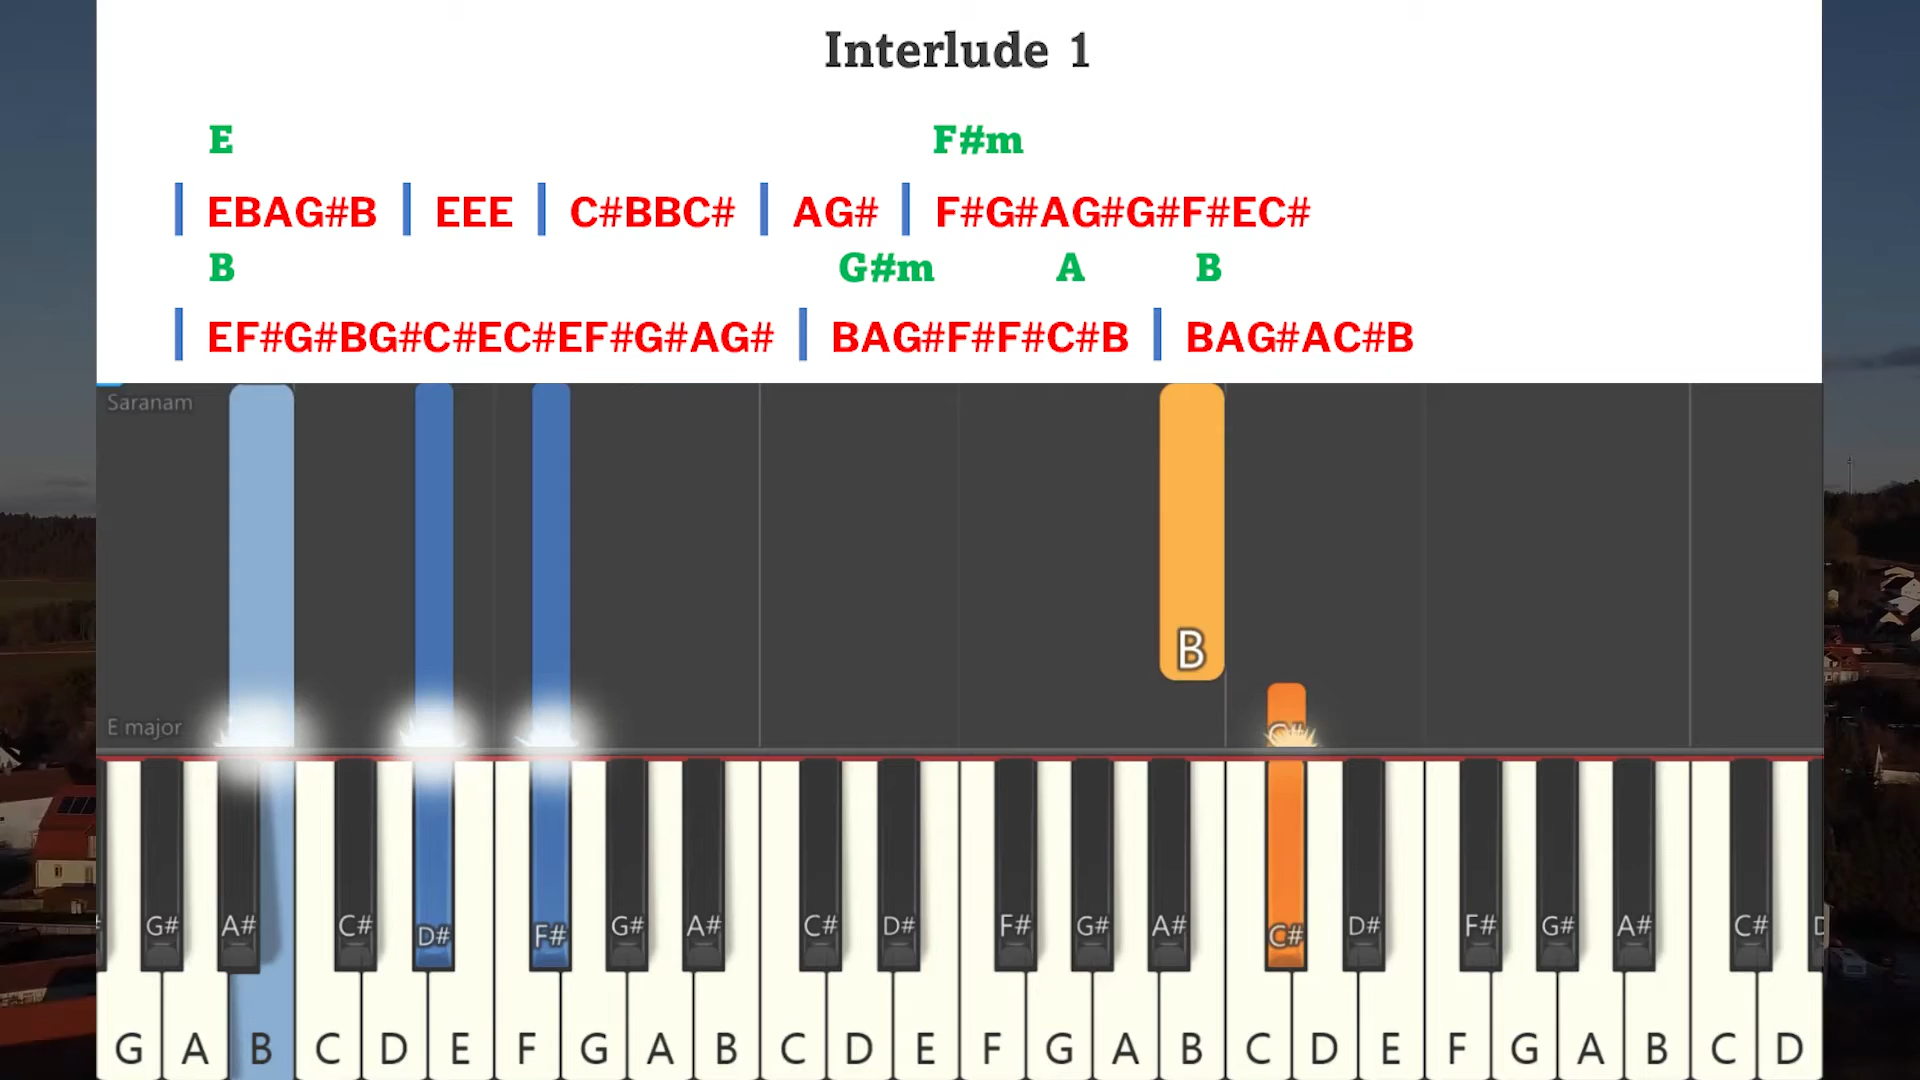 Interlude 1
E F#m
| EBAG#B | EEE | C#BBC# | AG# | F#G#AG#G#F#EC#
B G#m A B
| EF#G#BG#C#EC#EF#G#AG# | BAG#F#F#C#B | BAG#AC#B
Saranam
B
E major
C#
G# A# C# D# F# G# A# C# D# F# G# A# C# D# F# G# A# C#
G A B C D E F G A B C D E F G A B C D E F G A B C D